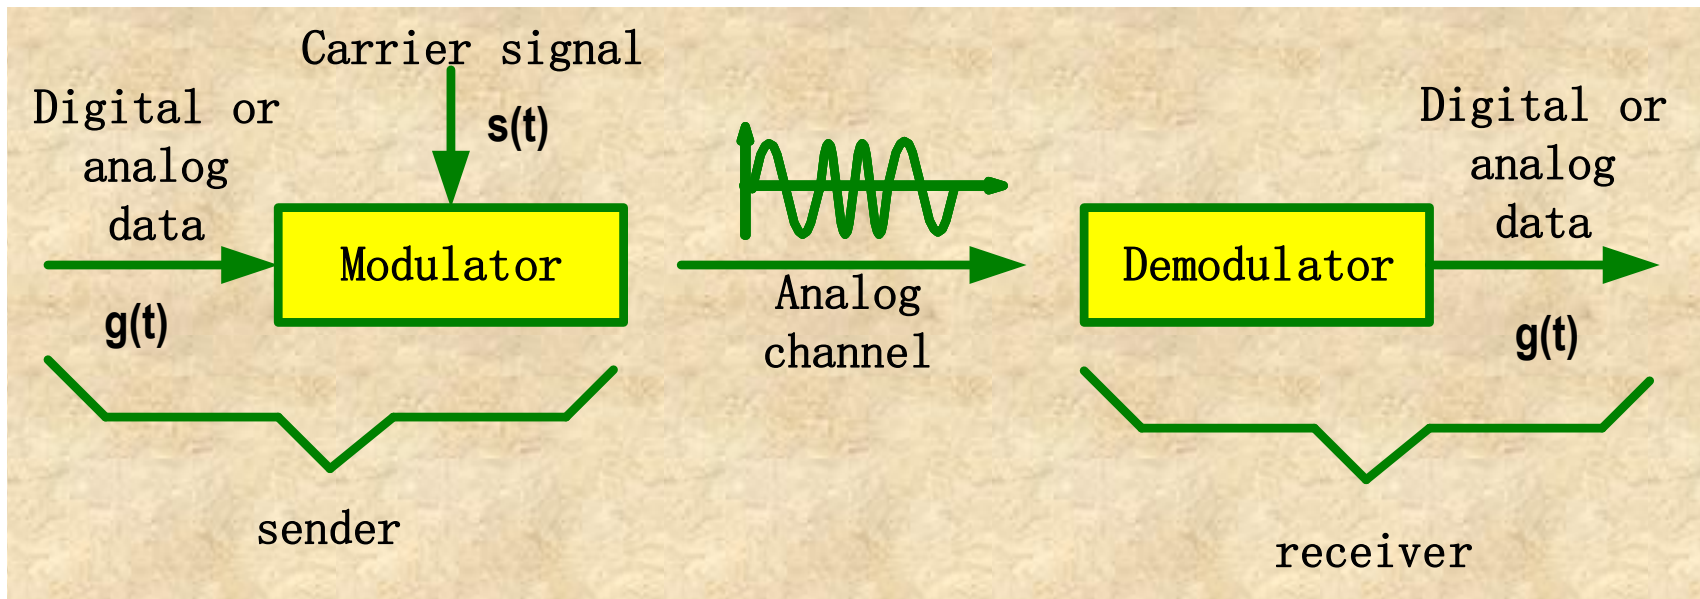 Carrier signal
s(t)
Digital or
analog
data
g(t)
Modulator
sender
Analog
channel
Demodulator
Digital or
analog
data
g(t)
receiver